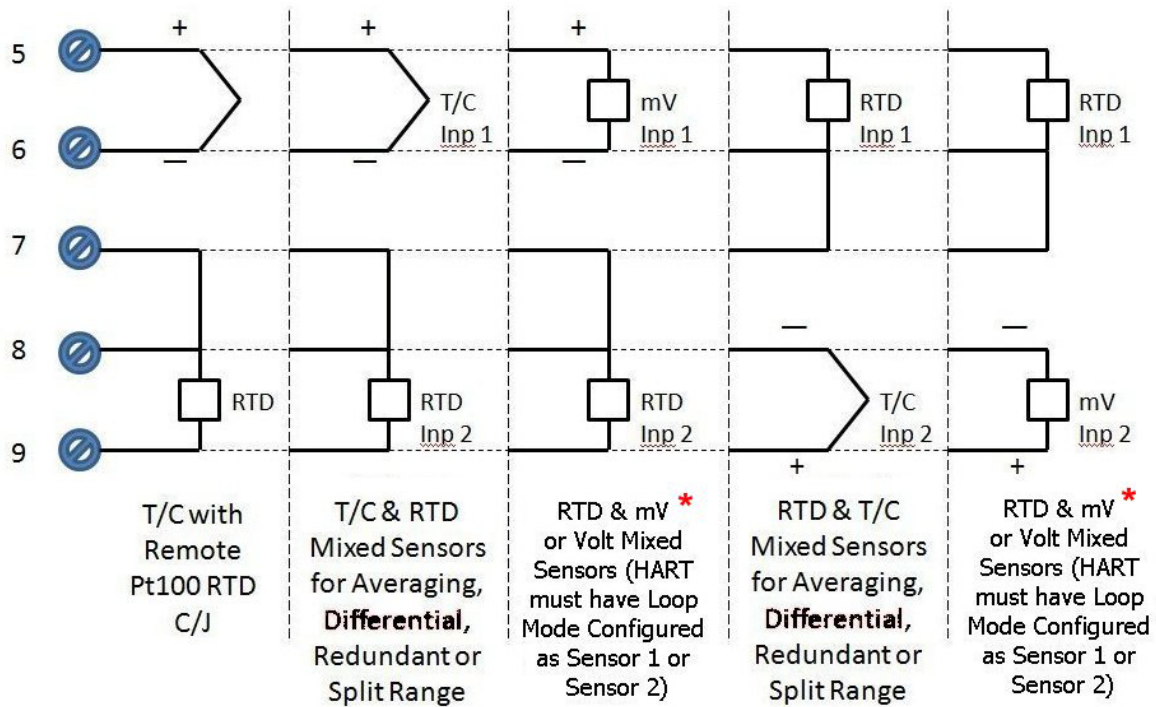 + + +
5
T/C mV RTD RTD
Inp 1 Inp 1 Inp 1 Inp 1
6
— — —
7
— —
8
RTD RTD RTD T/C mV
Inp 2 Inp 2 Inp 2 Inp 2
9
+ +
T/C with
Remote
Pt100 RTD
C/J
T/C & RTD
Mixed Sensors
for Averaging,
Differential,
Redundant or
Split Range
RTD & mV *
or Volt Mixed
Sensors (HART
must have Loop
Mode Configured
as Sensor 1 or
Sensor 2)
RTD & T/C
Mixed Sensors
for Averaging,
Differential,
Redundant or
Split Range
RTD & mV *
or Volt Mixed
Sensors (HART
must have Loop
Mode Configured
as Sensor 1 or
Sensor 2)